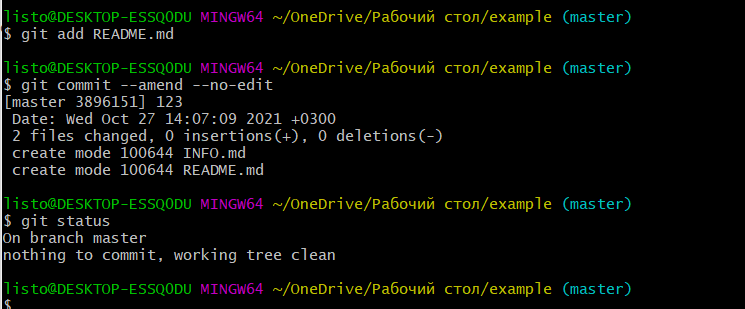 listo@DESKTOP-ESSQ0DU MINGW64 ~/OneDrive/Рабочий стол/example (master)
$ git add README.md
listo@DESKTOP-ESSQ0DU MINGW64 ~/OneDrive/Рабочий стол/example (master)
$ git commit --amend --no-edit
[master 3896151] 123
Date: Wed Oct 27 14:07:09 2021 +0300
2 files changed, 0 insertions(+), 0 deletions(-)
create mode 100644 INFO.md
create mode 100644 README.md
listo@DESKTOP-ESSQ0DU MINGW64 ~/OneDrive/Рабочий стол/example (master)
$ git status
On branch master
nothing to commit, working tree clean
listo@DESKTOP-ESSQ0DU MINGW64 ~/OneDrive/Рабочий стол/example (master)
$